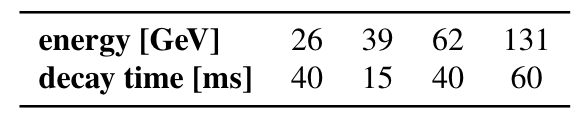 energy [GeV] 26 39 62 131
decay time [ms] 40 15 40 60